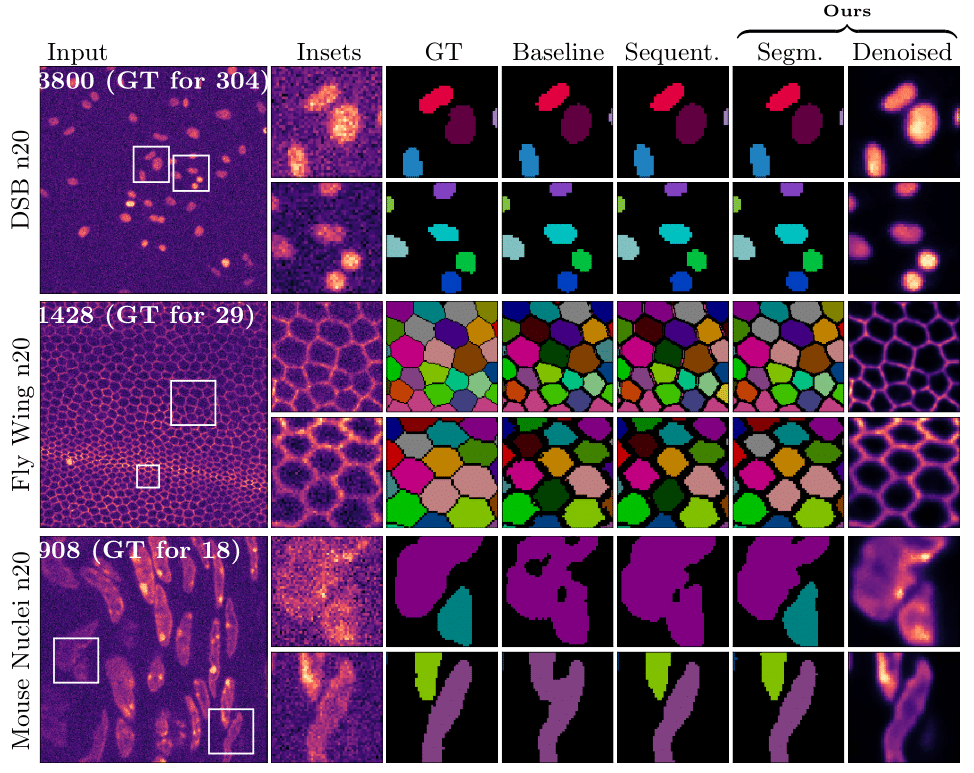 Ours
Input Insets GT Baseline Sequent. Segm. Denoised
DSB n20
3800 (GT for 304)
Fly Wing n20
1428 (GT for 29)
Mouse Nuclei n20
908 (GT for 18)